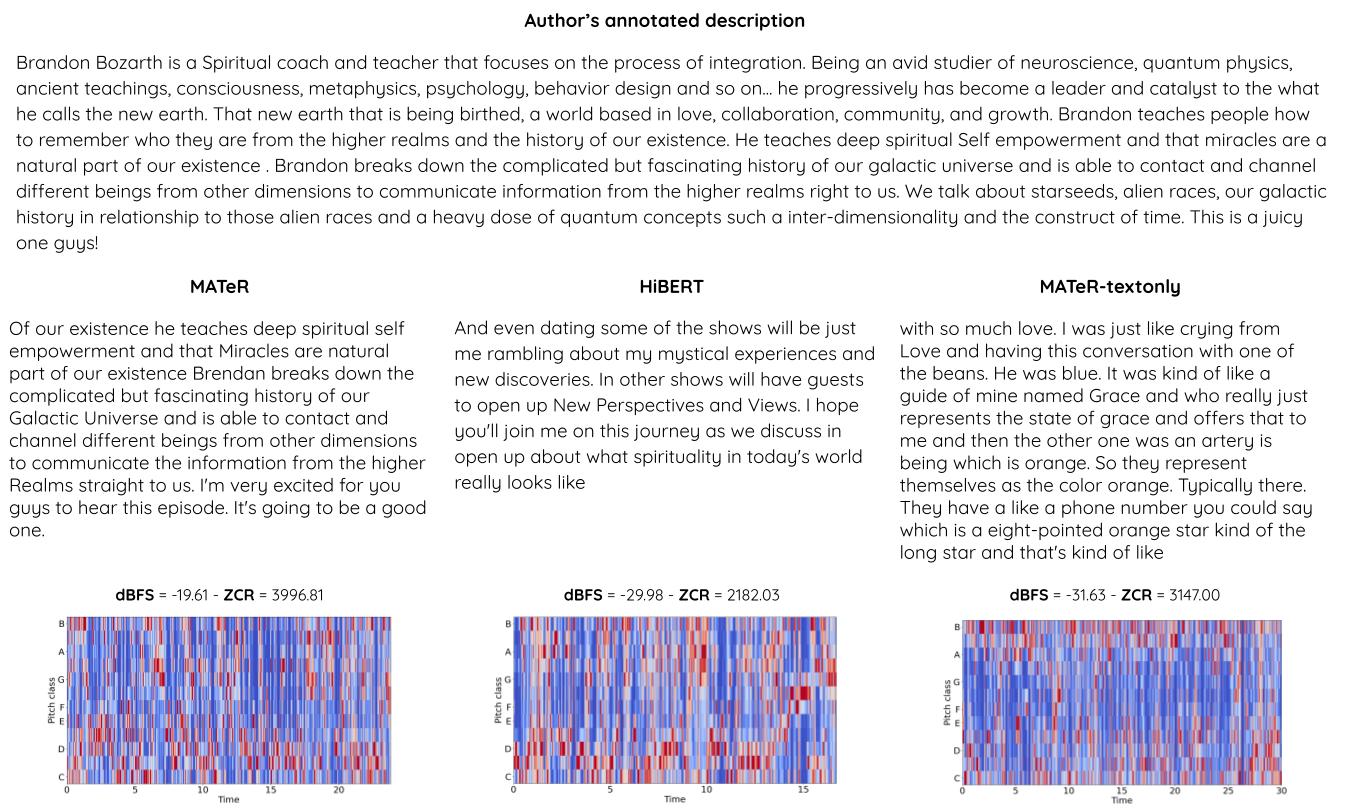 Author's annotated description
Brandon Bozarth is a Spiritual coach and teacher that focuses on the process of integration. Being an avid studier of neuroscience, quantum physics,
ancient teachings, consciousness, metaphysics, psychology, behavior design and so on... he progressively has become a leader and catalyst to the what
he calls the new earth. That new earth that is being birthed, a world based in love, collaboration, community, and growth. Brandon teaches people how
to remember who they are from the higher realms and the history of our existence. He teaches deep spiritual Self empowerment and that miracles are a
natural part of our existence . Brandon breaks down the complicated but fascinating history of our galactic universe and is able to contact and channel
different beings from other dimensions to communicate information from the higher realms right to us. We talk about starseeds, alien races, our galactic
history in relationship to those alien races and a heavy dose of quantum concepts such a inter-dimensionality and the construct of time. This is a juicy
one guys!
MATeR
Of our existence he teaches deep spiritual self
empowerment and that Miracles are natural
part of our existence Brendan breaks down the
complicated but fascinating history of our
Galactic Universe and is able to contact and
channel different beings from other dimensions
to communicate the information from the higher
Realms straight to us. I'm very excited for you
guys to hear this episode. It's going to be a good
one.
dBFS = -19.61 - ZCR = 3996.81
B
A
G
F
E
D
C
Pitch class
0 5 10 15 20
Time
HiBERT
And even dating some of the shows will be just
me rambling about my mystical experiences and
new discoveries. In other shows will have guests
to open up New Perspectives and Views. I hope
you'll join me on this journey as we discuss in
open up about what spirituality in today's world
really looks like
dBFS = -29.98 - ZCR = 2182.03
B
A
G
F
E
D
C
Pitch class
0 5 10 15
Time
MATeR-textonly
with so much love. I was just like crying from
Love and having this conversation with one of
the beans. He was blue. It was kind of like a
guide of mine named Grace and who really just
represents the state of grace and offers that to
me and then the other one was an artery is
being which is orange. So they represent
themselves as the color orange. Typically there.
They have a like a phone number you could say
which is a eight-pointed orange star kind of the
long star and that's kind of like
dBFS = -31.63 - ZCR = 3147.00
B
A
G
F
E
D
C
Pitch class
0 5 10 15 20 25 30
Time